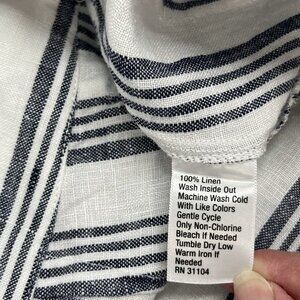 100% Linen
Wash Inside Out
Machine Wash Cold
With Like Colors
Gentle Cycle
Only Non-Chlorine
Bleach If Needed
Tumble Dry Low
Warm Iron If
Needed
RN 31104